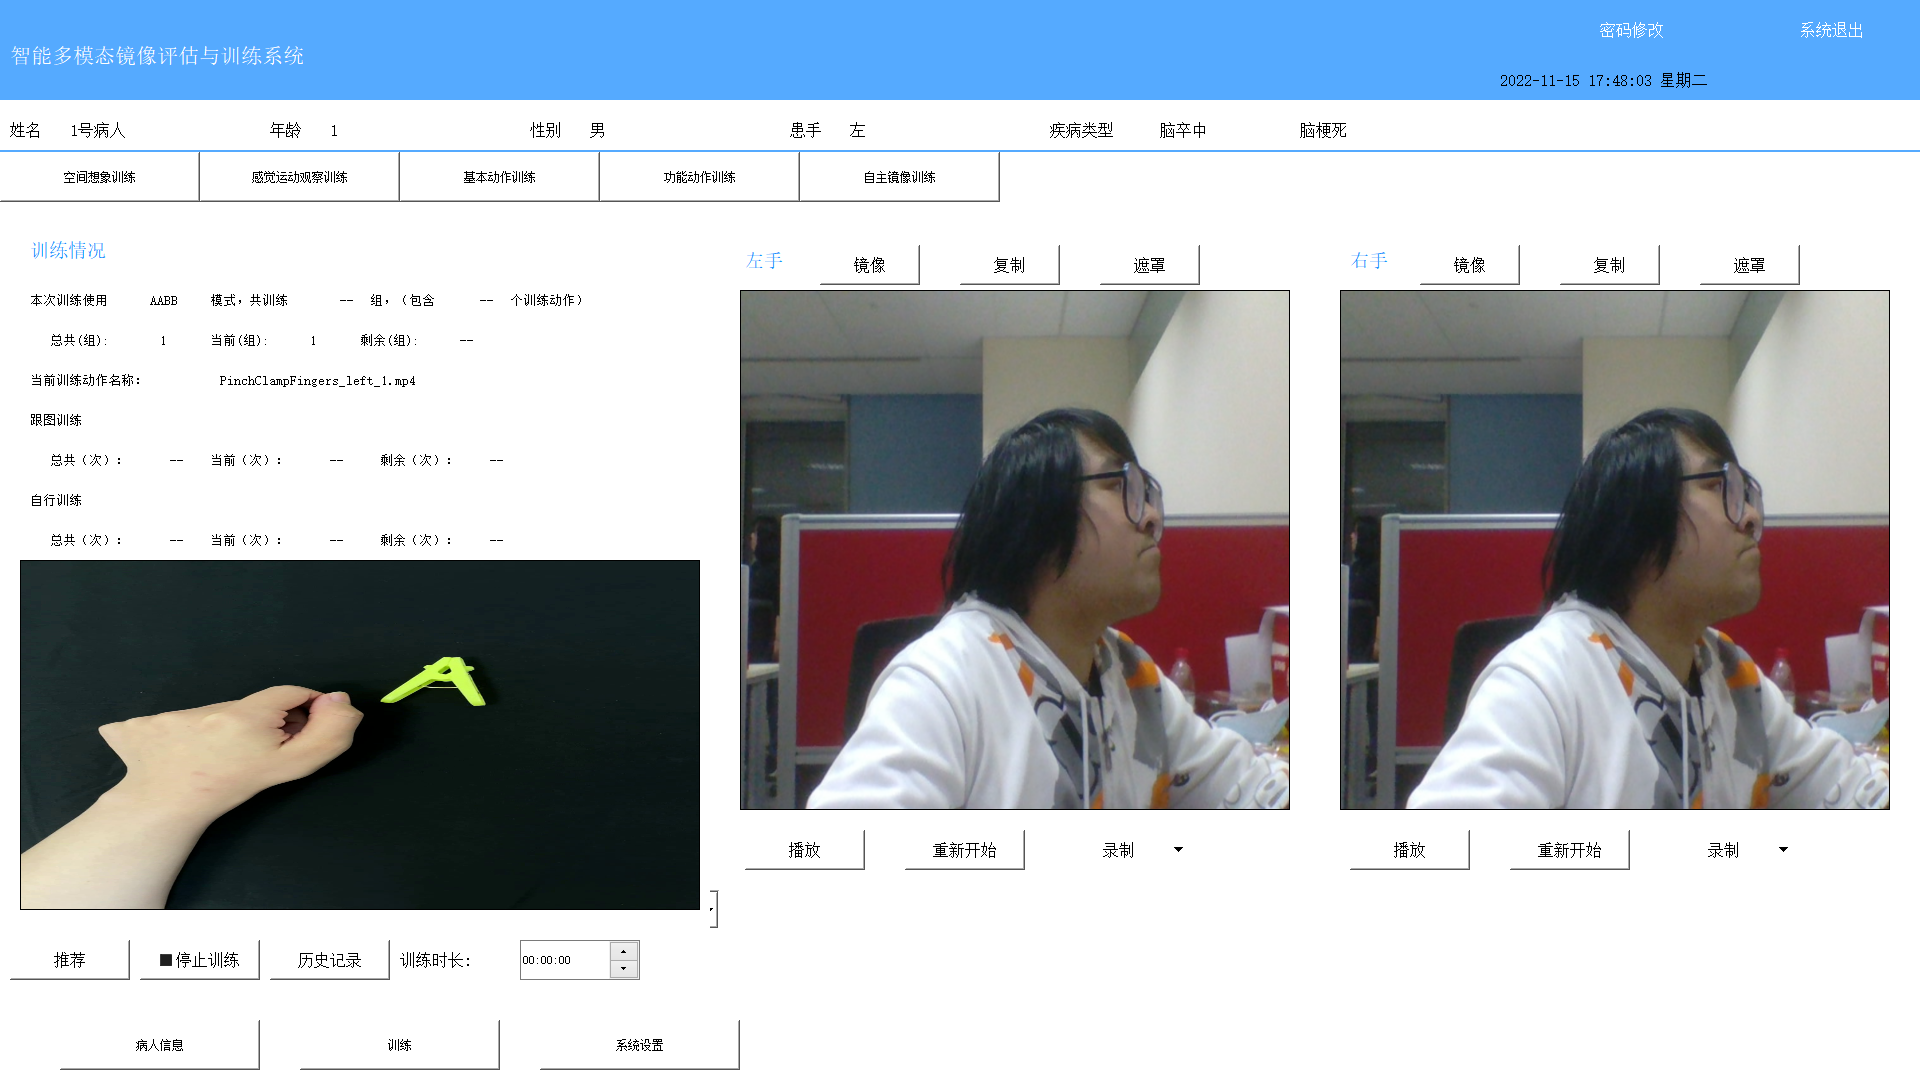 密码修改 系统退出
智能多模态镜像评估与训练系统
2022-11-15 17:48:03 星期二
姓名 1号病人 年龄 1 性别 男 患手 左 疾病类型 脑卒中 脑梗死
空间想象训练 感觉运动观察训练 基本动作训练 功能动作训练 自主镜像训练
训练情况
左手 镜像 复制 遮罩 右手 镜像 复制 遮罩
本次训练使用 AABB 模式，共训练 -- 组，（包含 -- 个训练动作）
总共(组): 1 当前(组): 1 剩余(组): --
当前训练动作名称： PinchClampFingers_left_1.mp4
跟图训练
总共（次）： -- 当前（次）： -- 剩余（次）： --
自行训练
总共（次）： -- 当前（次）： -- 剩余（次）： --
播放 重新开始 录制 播放 重新开始 录制
推荐 ■停止训练 历史记录 训练时长： 00:00:00
病人信息 训练 系统设置